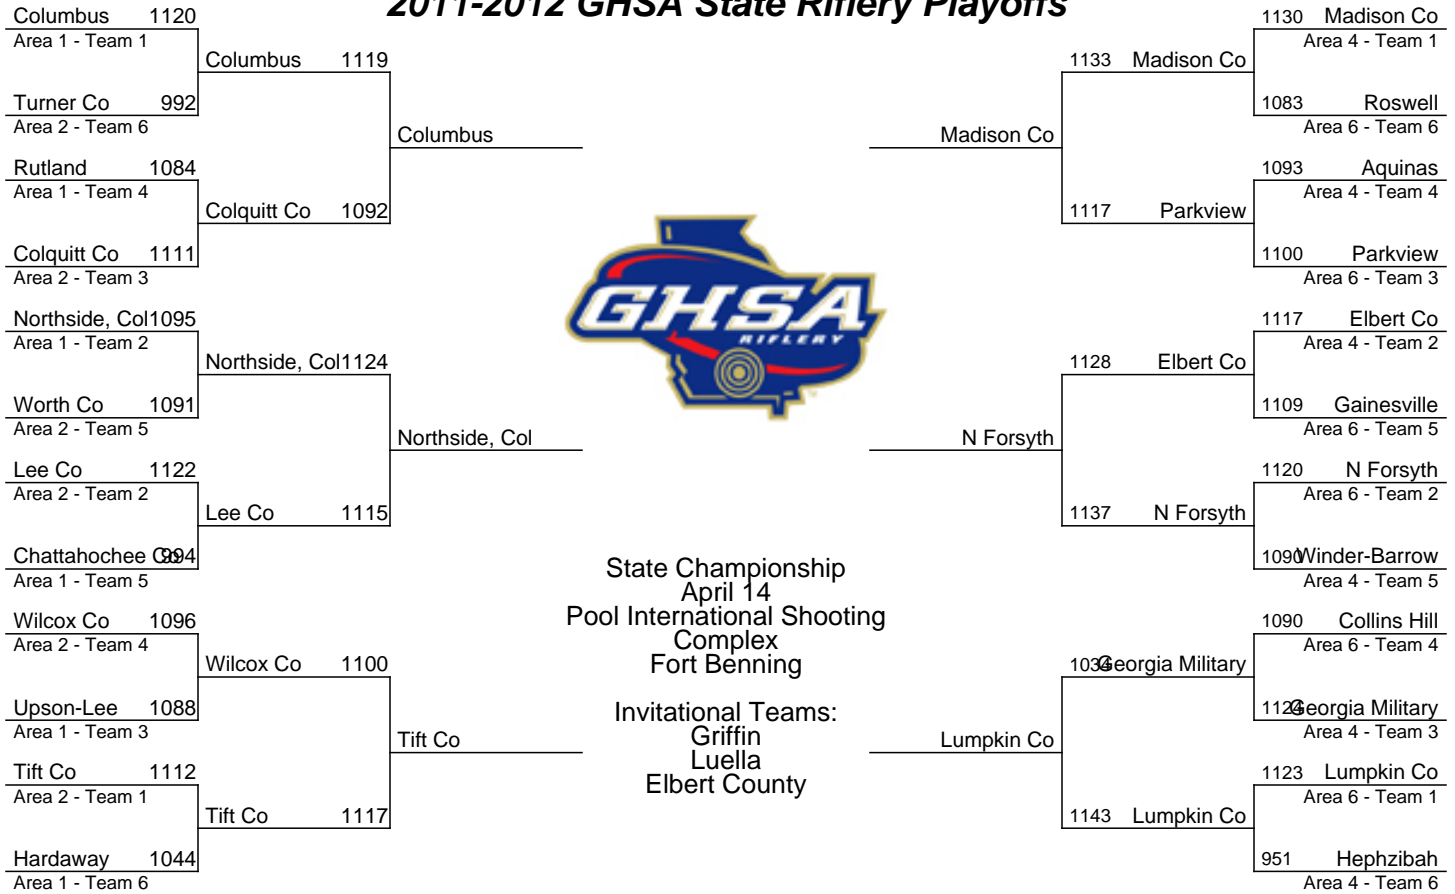 2011-2012 GHSA State Riflery Playoffs
Columbus 1120
Area 1 - Team 1
Turner Co 992
Area 2 - Team 6
Rutland 1084
Area 1 - Team 4
Colquitt Co 1111
Area 2 - Team 3
Northside, Col 1095
Area 1 - Team 2
Worth Co 1091
Area 2 - Team 5
Lee Co 1122
Area 2 - Team 2
Chattahochee Co 994
Area 1 - Team 5
Wilcox Co 1096
Area 2 - Team 4
Upson-Lee 1088
Area 1 - Team 3
Tift Co 1112
Area 2 - Team 1
Hardaway 1044
Area 1 - Team 6
Columbus 1119
Colquitt Co 1092
Northside, Col 1124
Lee Co 1115
Wilcox Co 1100
Tift Co 1117
Columbus
Northside, Col
Tift Co
GHSA
RIFLERY
State Championship
April 14
Pool International Shooting
Complex
Fort Benning
Invitational Teams:
Griffin
Luella
Elbert County
Madison Co
N Forsyth
Lumpkin Co
1133 Madison Co
1117 Parkview
1128 Elbert Co
1137 N Forsyth
1034 Georgia Military
1143 Lumpkin Co
1130 Madison Co
Area 4 - Team 1
1083 Roswell
Area 6 - Team 6
1093 Aquinas
Area 4 - Team 4
1100 Parkview
Area 6 - Team 3
1117 Elbert Co
Area 4 - Team 2
1109 Gainesville
Area 6 - Team 5
1120 N Forsyth
Area 6 - Team 2
1090 Winder-Barrow
Area 4 - Team 5
1090 Collins Hill
Area 6 - Team 4
1124 Georgia Military
Area 4 - Team 3
1123 Lumpkin Co
Area 6 - Team 1
951 Hephzibah
Area 4 - Team 6